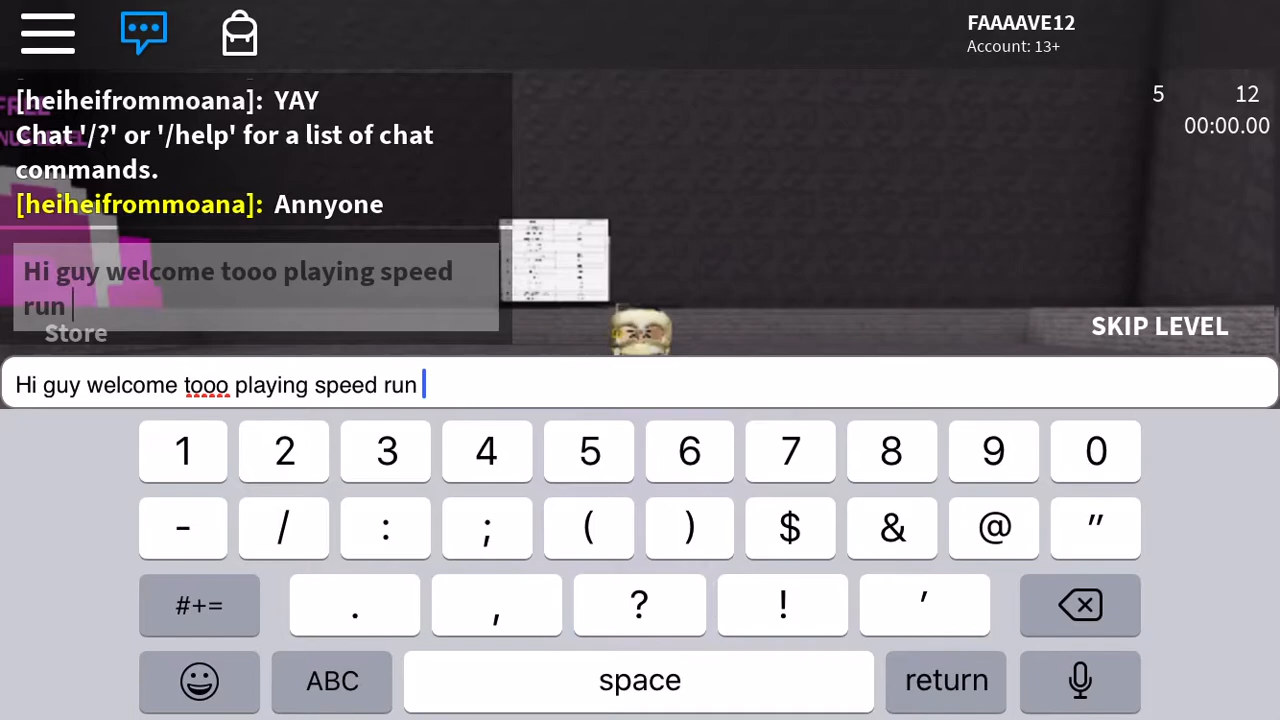 FAAAAVE12
Account: 13+
5 12
00:00.00
FREE
[heiheifrommoana]: YAY
Chat '/?' or '/help' for a list of chat
commands.
[heiheifrommoana]: Annyone
Hi guy welcome tooo playing speed
run
Store
SKIP LEVEL
Hi guy welcome tooo playing speed run
1 2 3 4 5 6 7 8 9 0
- / : ; ( ) $ & @ "
#+= . , ? ! '
ABC space return